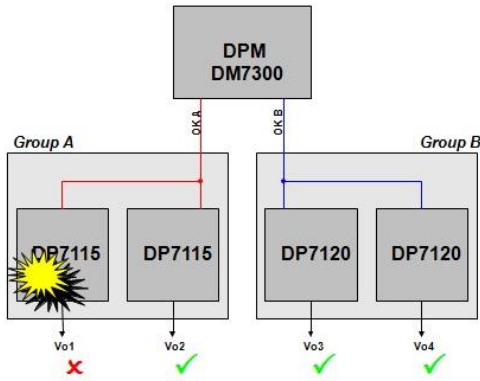 DPM
DM7300
OK A
OK B
Group A
Group B
DP7115
DP7115
DP7120
DP7120
Vo1
Vo2
Vo3
Vo4